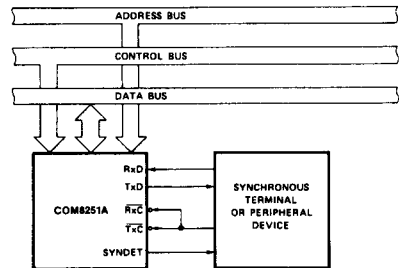 ADDRESS BUS
CONTROL BUS
DATA BUS
COM8251A
RxD
TxD
RxC
TxC
SYNDET
SYNCHRONOUS
TERMINAL
OR PERIPHERAL
DEVICE